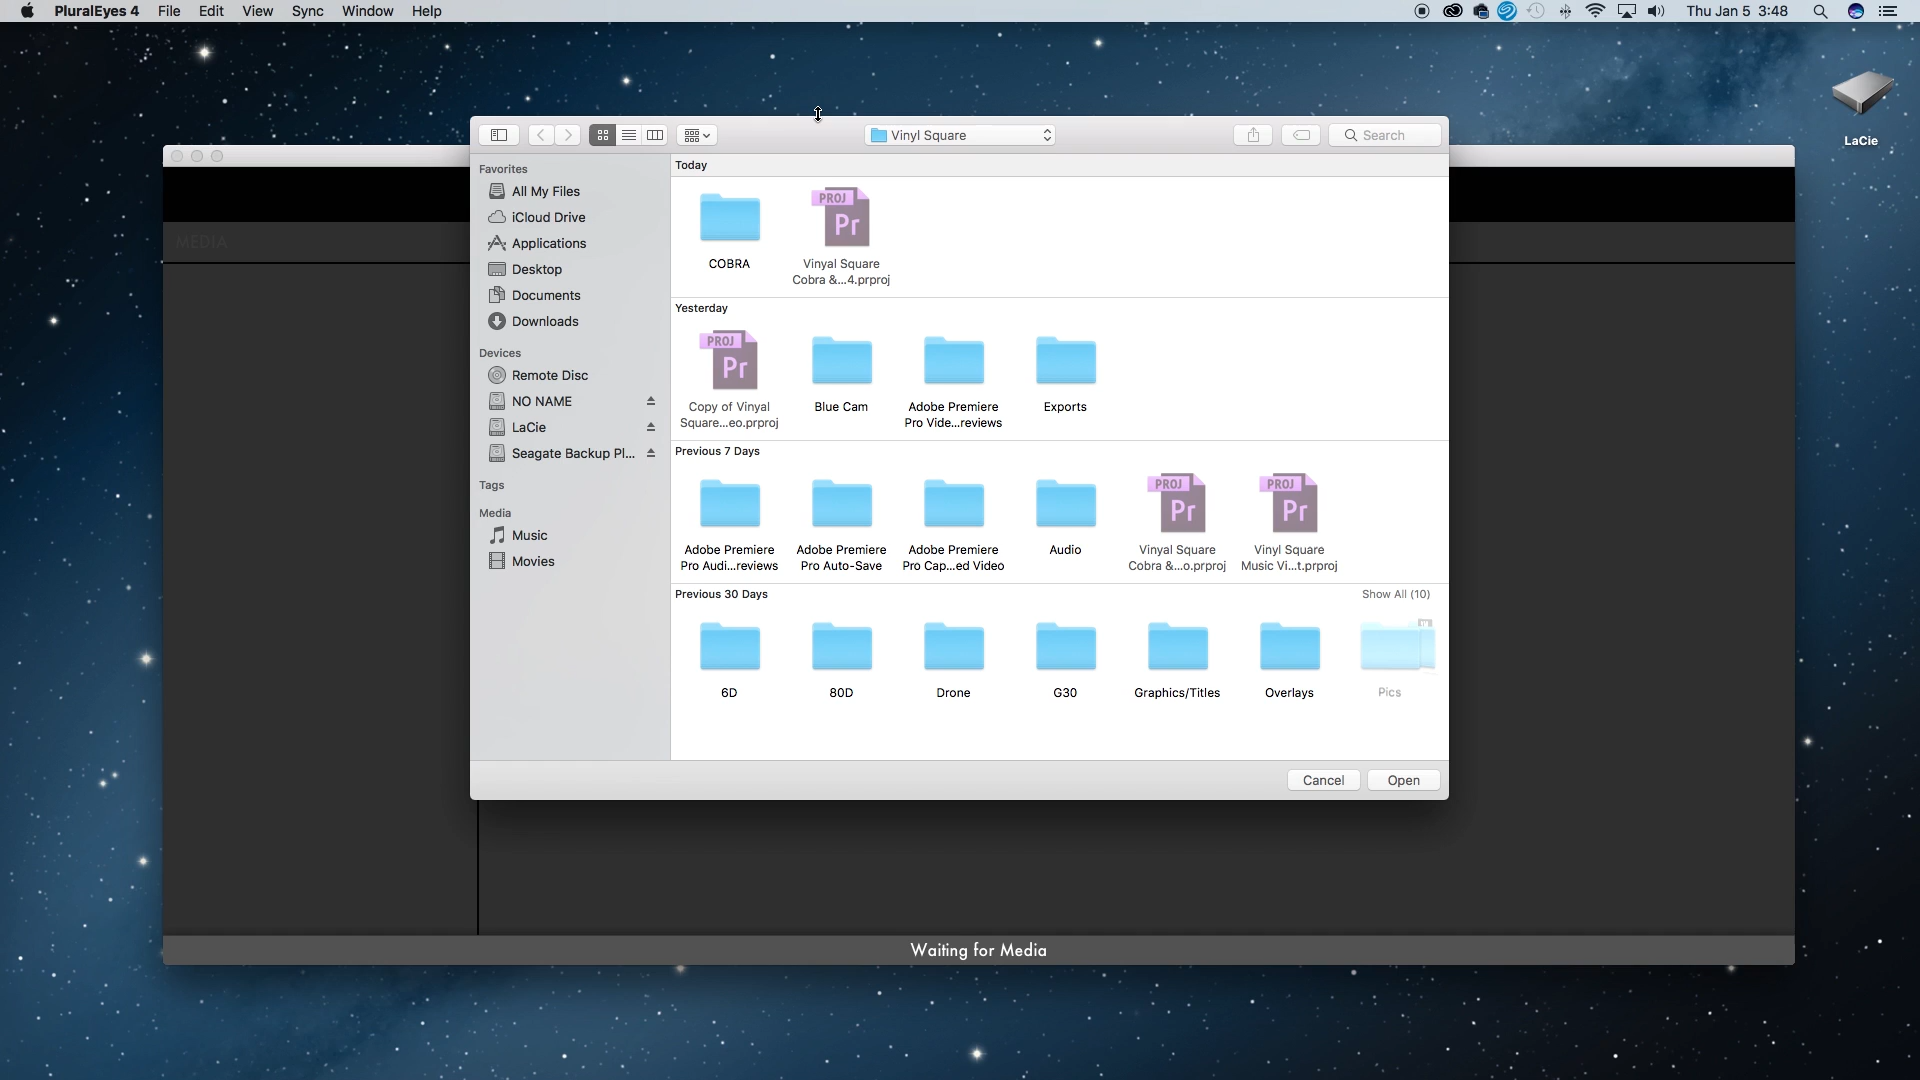 PluralEyes 4 File Edit View Sync Window Help Thu Jan 5 3:48
LaCie
Vinyl Square
Search
MEDIA
Favorites
All My Files
iCloud Drive
Applications
Desktop
Documents
Downloads
Devices
Remote Disc
NO NAME
LaCie
Seagate Backup Pl...
Tags
Media
Music
Movies
Today
PROJ
Pr
COBRA
Vinyal Square
Cobra &...4.prproj
Yesterday
PROJ
Pr
Copy of Vinyal
Square...eo.prproj
Blue Cam
Adobe Premiere
Pro Vide...reviews
Exports
Previous 7 Days
PROJ PROJ
Pr Pr
Adobe Premiere
Pro Audi...reviews
Adobe Premiere
Pro Auto-Save
Adobe Premiere
Pro Cap...ed Video
Audio
Vinyal Square
Cobra &...o.prproj
Vinyl Square
Music Vi...t.prproj
Previous 30 Days Show All (10)
6D 80D Drone G30 Graphics/Titles Overlays Pics
Cancel Open
Waiting for Media